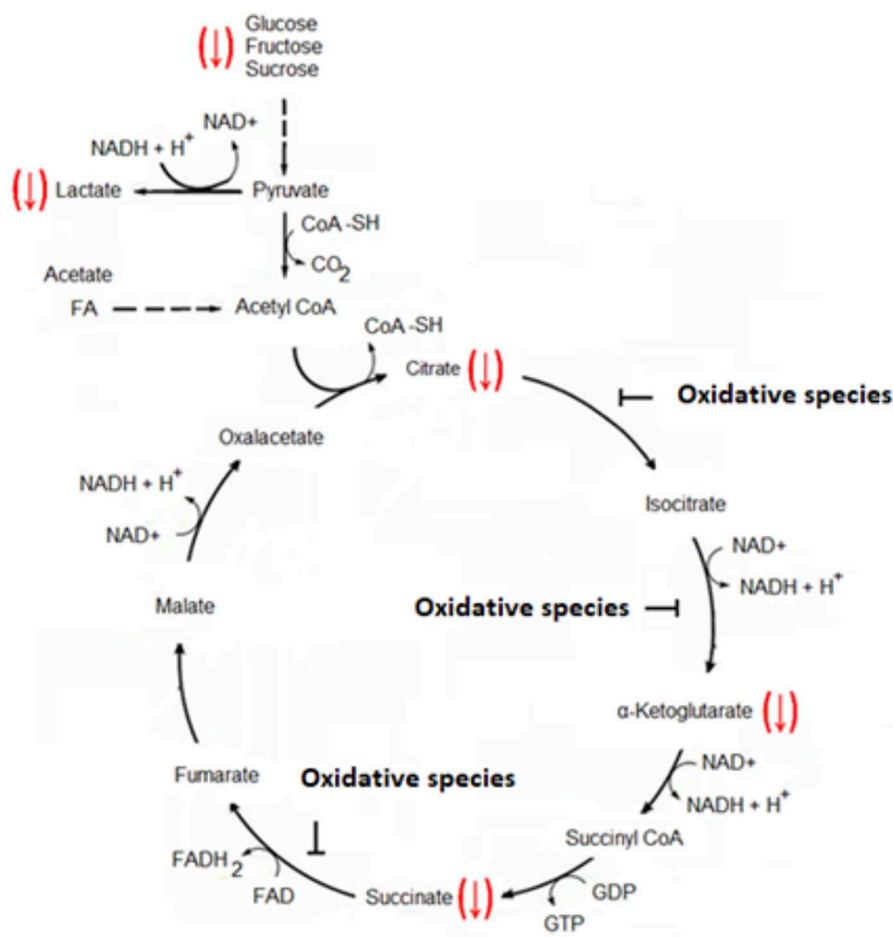 Glucose
(↓) Fructose
Sucrose
NAD+
NADH + H⁺
(↓) Lactate
Pyruvate
CoA -SH
CO₂
Acetate
FA
Acetyl CoA
CoA -SH
Citrate (↓)
Oxidative species
Oxalacetate
NADH + H⁺
NAD+
Isocitrate
NAD+
NADH + H⁺
Oxidative species
Malate
α-Ketoglutarate (↓)
NAD+
NADH + H⁺
Fumarate
Oxidative species
Succinyl CoA
FADH₂
FAD
Succinate (↓)
GDP
GTP